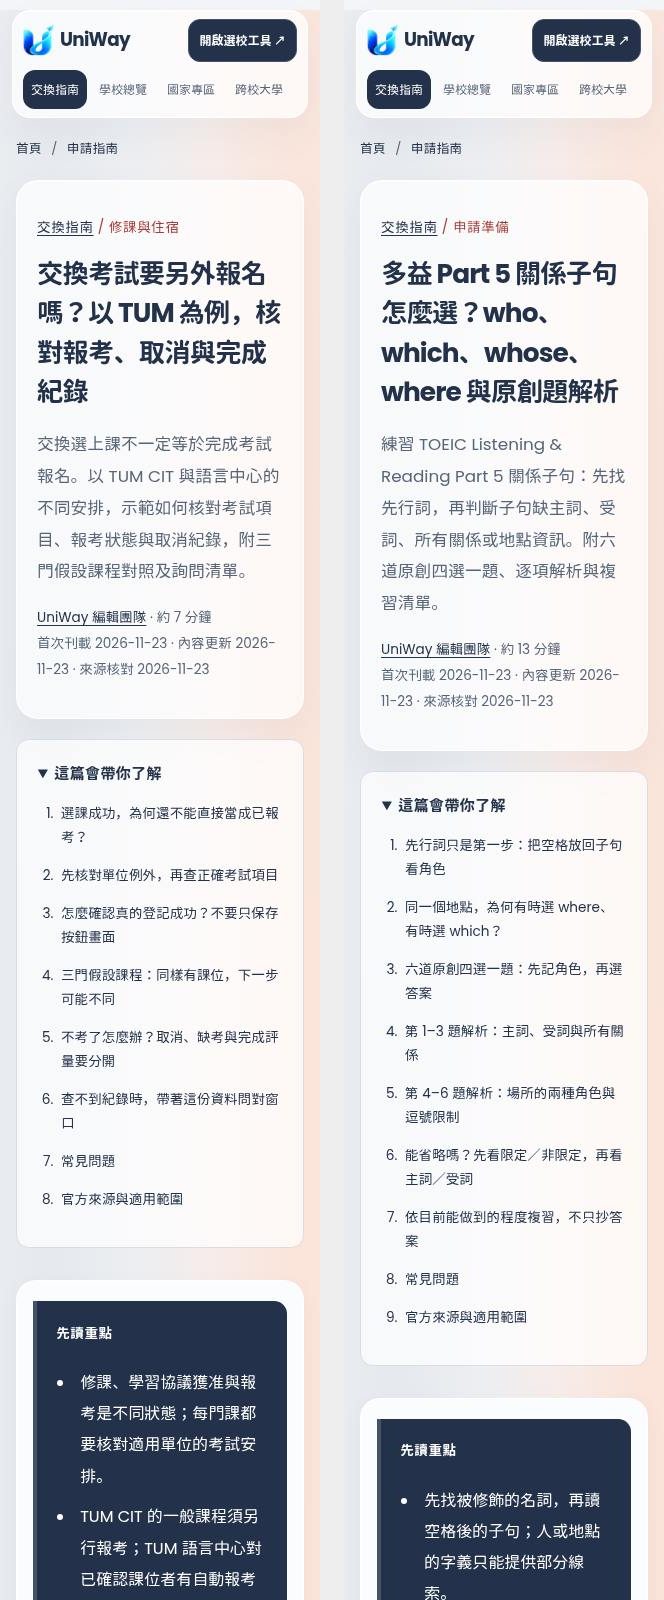 UniWay
開啟選校工具 ↗
交換指南 學校總覽 國家專區 跨校大學
首頁 / 申請指南
交換指南 / 修課與住宿
交換考試要另外報名
嗎？以 TUM 為例，核
對報考、取消與完成
紀錄
交換選上課不一定等於完成考試
報名。以 TUM CIT 與語言中心的
不同安排，示範如何核對考試項
目、報考狀態與取消紀錄，附三
門假設課程對照及詢問清單。
UniWay 編輯團隊 · 約 7 分鐘
首次刊載 2026-11-23 · 內容更新 2026-
11-23 · 來源核對 2026-11-23
▼ 這篇會帶你了解
1. 選課成功，為何還不能直接當成已報
考？
2. 先核對單位例外，再查正確考試項目
3. 怎麼確認真的登記成功？不要只保存
按鈕畫面
4. 三門假設課程：同樣有課位，下一步
可能不同
5. 不考了怎麼辦？取消、缺考與完成評
量要分開
6. 查不到紀錄時，帶著這份資料問對窗
口
7. 常見問題
8. 官方來源與適用範圍
先讀重點
• 修課、學習協議獲准與報
考是不同狀態；每門課都
要核對適用單位的考試安
排。
• TUM CIT 的一般課程須另
行報考；TUM 語言中心對
已確認課位者有自動報考
UniWay
開啟選校工具 ↗
交換指南 學校總覽 國家專區 跨校大學
首頁 / 申請指南
交換指南 / 申請準備
多益 Part 5 關係子句
怎麼選？who、
which、whose、
where 與原創題解析
練習 TOEIC Listening &
Reading Part 5 關係子句：先找
先行詞，再判斷子句缺主詞、受
詞、所有關係或地點資訊。附六
道原創四選一題、逐項解析與複
習清單。
UniWay 編輯團隊 · 約 13 分鐘
首次刊載 2026-11-23 · 內容更新 2026-
11-23 · 來源核對 2026-11-23
▼ 這篇會帶你了解
1. 先行詞只是第一步：把空格放回子句
看角色
2. 同一個地點，為何有時選 where、
有時選 which？
3. 六道原創四選一題：先記角色，再選
答案
4. 第 1–3 題解析：主詞、受詞與所有關
係
5. 第 4–6 題解析：場所的兩種角色與
逗號限制
6. 能省略嗎？先看限定／非限定，再看
主詞／受詞
7. 依目前能做到的程度複習，不只抄答
案
8. 常見問題
9. 官方來源與適用範圍
先讀重點
• 先找被修飾的名詞，再讀
空格後的子句；人或地點
的字義只能提供部分線
索。